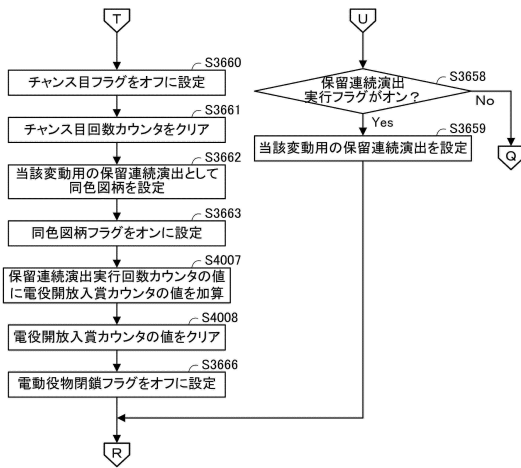 T
S3660
チャンス目フラグをオフに設定
S3661
チャンス目回数カウンタをクリア
S3662
当該変動用の保留連続演出として
同色図柄を設定
S3663
同色図柄フラグをオンに設定
S4007
保留連続演出実行回数カウンタの値
に電役開放入賞カウンタの値を加算
S4008
電役開放入賞カウンタの値をクリア
S3666
電動役物閉鎖フラグをオフに設定
R
U
S3658
保留連続演出
実行フラグがオン？
No
Yes
S3659
当該変動用の保留連続演出を設定
Q